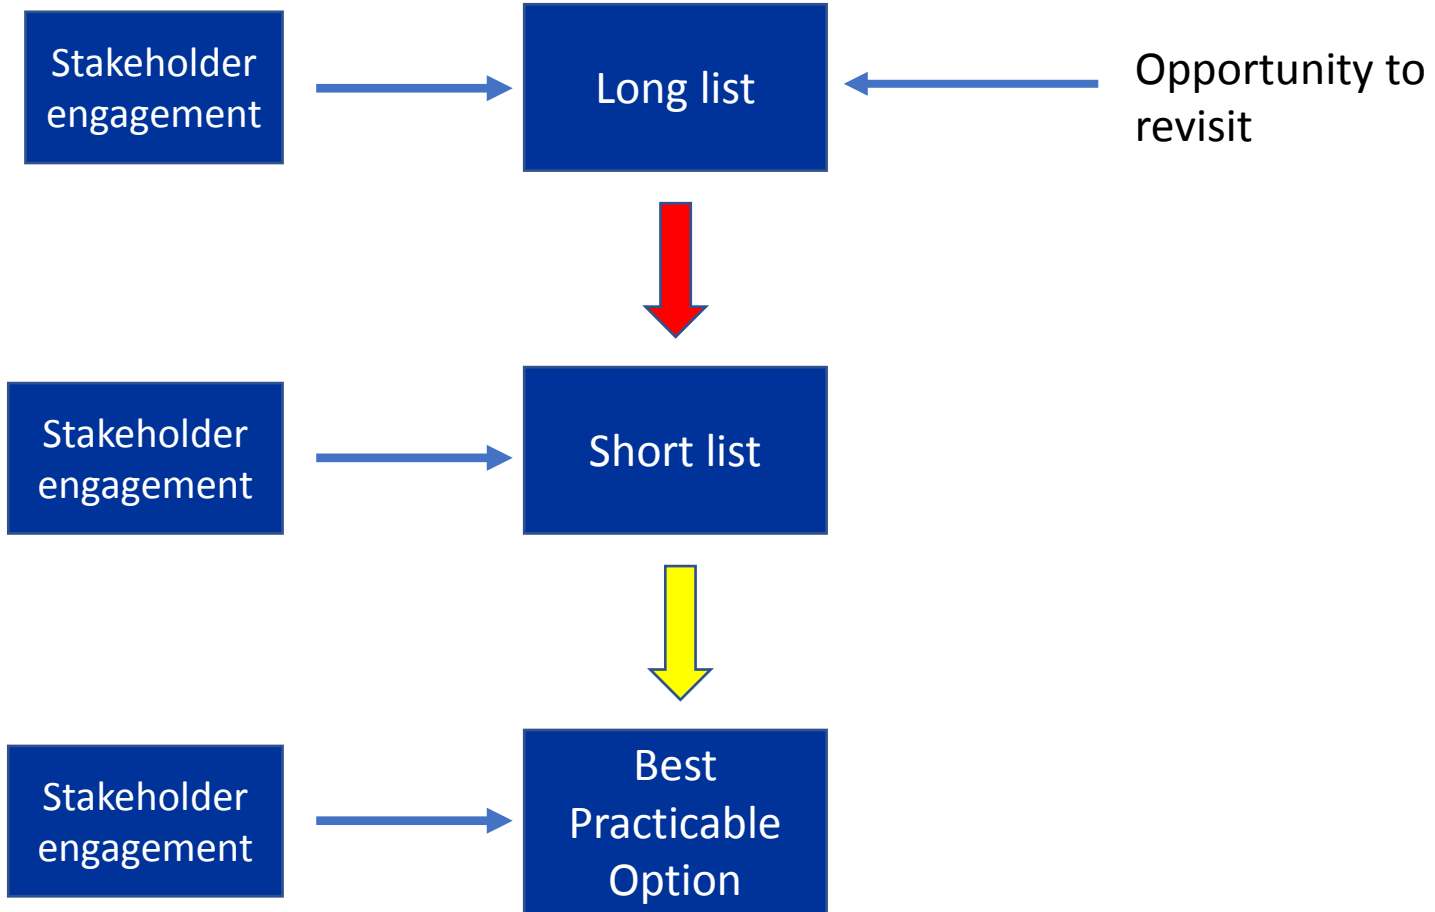 Stakeholder
engagement
Long list
Opportunity to
revisit
Stakeholder
engagement
Short list
Stakeholder
engagement
Best
Practicable
Option